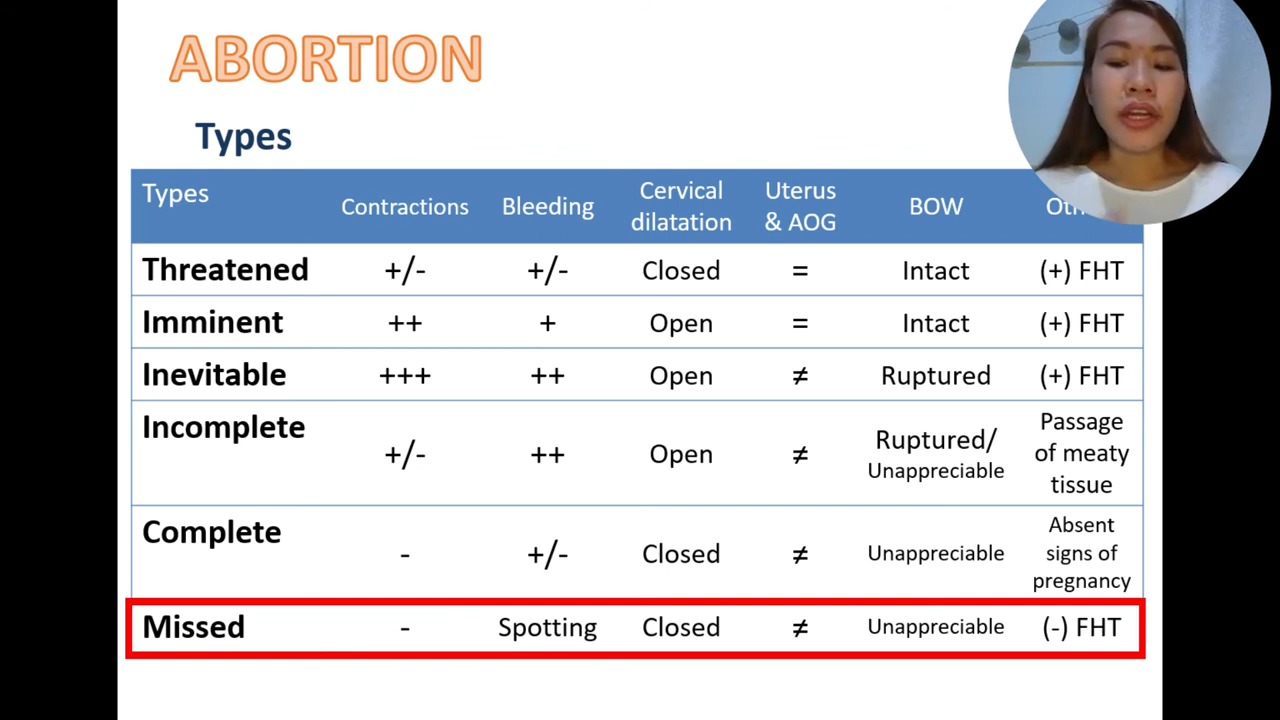 ABORTION
Types
Types Contractions Bleeding Cervical dilatation Uterus & AOG BOW
Threatened +/- +/- Closed = Intact (+) FHT
Imminent ++ + Open = Intact (+) FHT
Inevitable +++ ++ Open ≠ Ruptured (+) FHT
Incomplete +/- ++ Open ≠ Ruptured/ Unappreciable Passage of meaty tissue
Complete - +/- Closed ≠ Unappreciable Absent signs of pregnancy
Missed - Spotting Closed ≠ Unappreciable (-) FHT